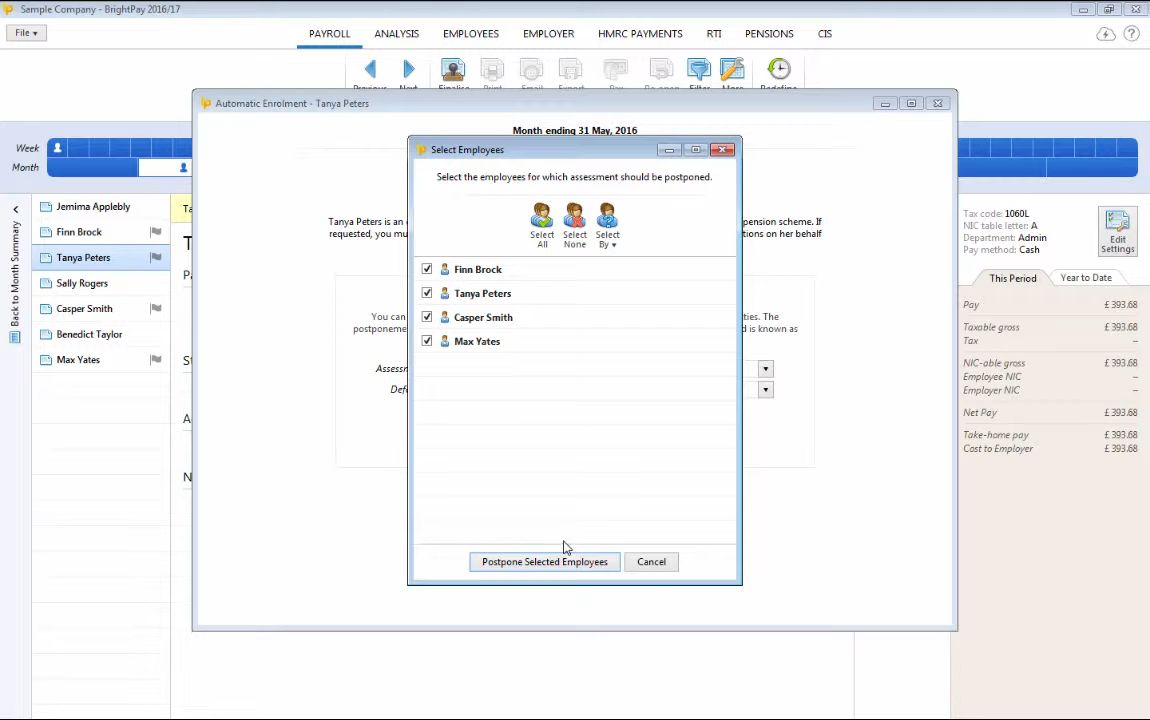 Sample Company - BrightPay 2016/17
File
PAYROLL
ANALYSIS
EMPLOYEES
EMPLOYER
HMRC PAYMENTS
RTI
PENSIONS
CIS
Automatic Enrolment - Tanya Peters
Month ending 31 May, 2016
Week
Month
Back to Month Summary
Jemima Applebly
Finn Brock
Tanya Peters
Sally Rogers
Casper Smith
Benedict Taylor
Max Yates
Tanya Peters is an
requested, you mu
pension scheme. If
tions on her behalf
You can
postponeme
ties. The
d is known as
Select Employees
Select the employees for which assessment should be postponed.
Select All
Select None
Select By
Finn Brock
Tanya Peters
Casper Smith
Max Yates
Postpone Selected Employees
Cancel
Tax code: 1060L
NIC table letter: A
Department: Admin
Pay method: Cash
Edit Settings
This Period
Year to Date
Pay £ 393.68
Taxable gross £ 393.68
Tax –
NIC-able gross £ 393.68
Employee NIC –
Employer NIC –
Net Pay £ 393.68
Take-home pay £ 393.68
Cost to Employer £ 393.68